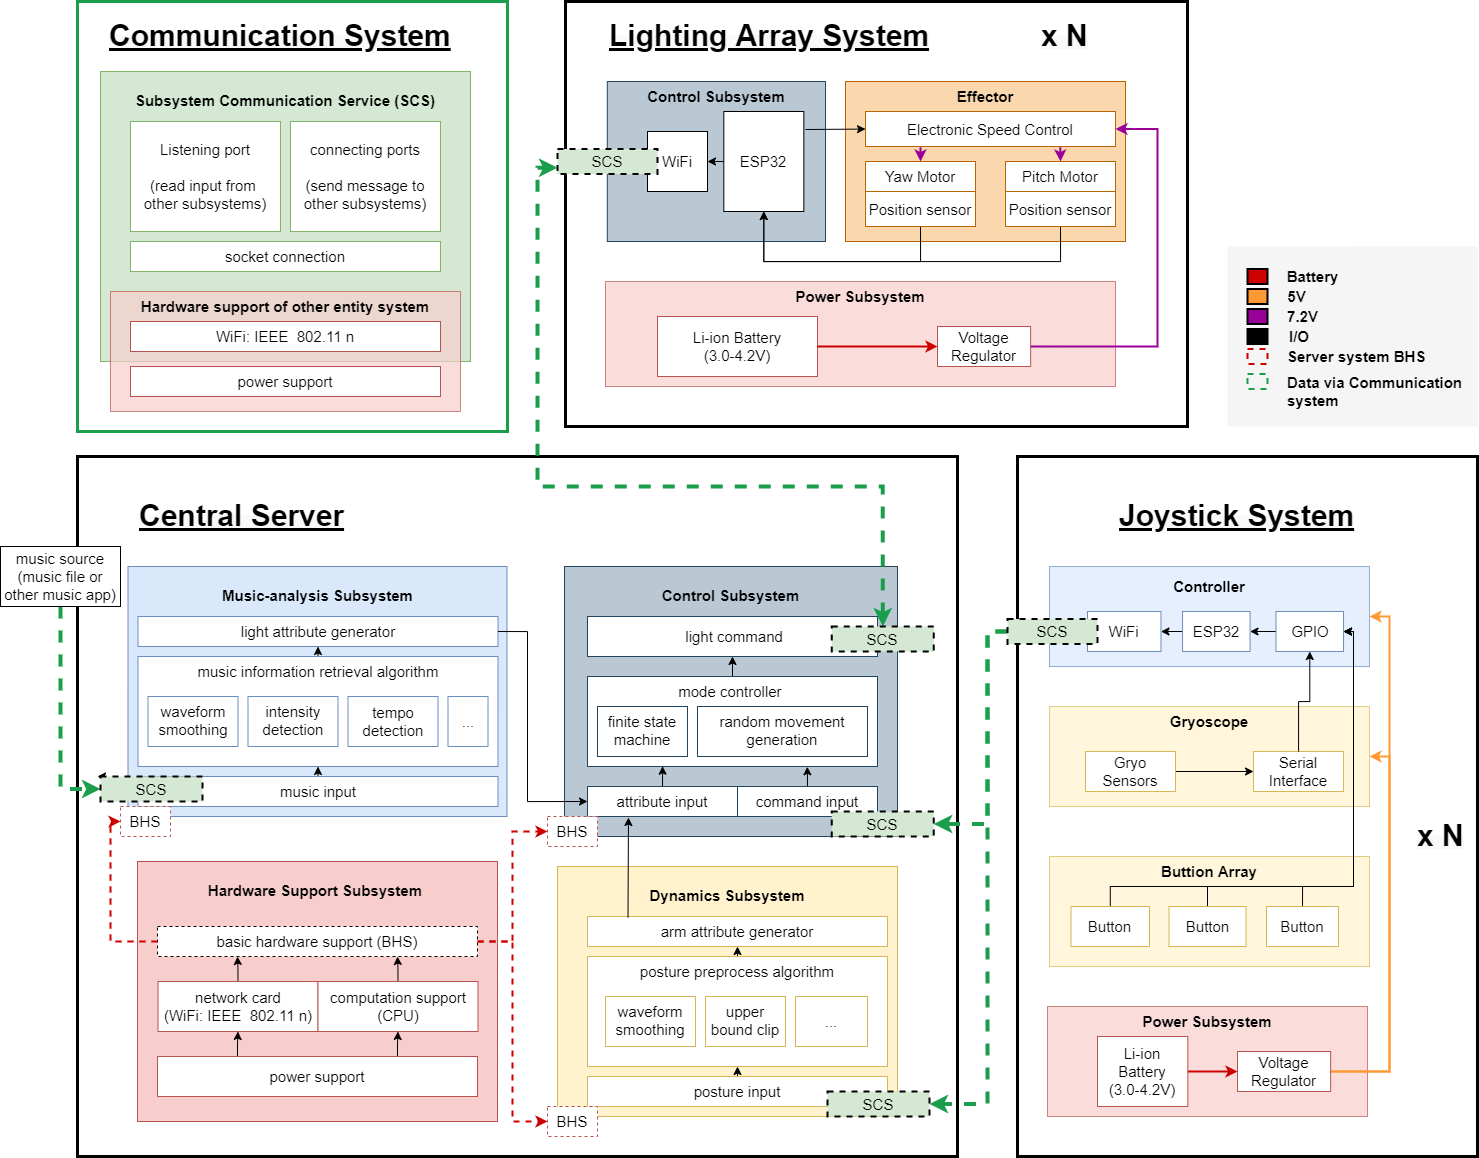 Communication System
Subsystem Communication Service (SCS)
Listening port
(read input from
other subsystems)
connecting ports
(send message to
other subsystems)
socket connection
Hardware support of other entity system
WiFi: IEEE 802.11 n
power support
Lighting Array System
x N
Control Subsystem
SCS
WiFi
ESP32
Effector
Electronic Speed Control
Yaw Motor
Position sensor
Pitch Motor
Position sensor
Power Subsystem
Li-ion Battery
(3.0-4.2V)
Voltage
Regulator
Battery
5V
7.2V
I/O
Server system BHS
Data via Communication
system
Central Server
music source
(music file or
other music app)
Music-analysis Subsystem
light attribute generator
music information retrieval algorithm
waveform
smoothing
intensity
detection
tempo
detection
...
SCS
music input
BHS
Control Subsystem
light command
SCS
mode controller
finite state
machine
random movement
generation
attribute input
command input
SCS
BHS
Hardware Support Subsystem
basic hardware support (BHS)
network card
(WiFi: IEEE 802.11 n)
computation support
(CPU)
power support
Dynamics Subsystem
arm attribute generator
posture preprocess algorithm
waveform
smoothing
upper
bound clip
...
posture input
SCS
BHS
Joystick System
Controller
SCS
WiFi
ESP32
GPIO
Gryoscope
Gryo
Sensors
Serial
Interface
x N
Buttion Array
Button
Button
Button
Power Subsystem
Li-ion
Battery
(3.0-4.2V)
Voltage
Regulator